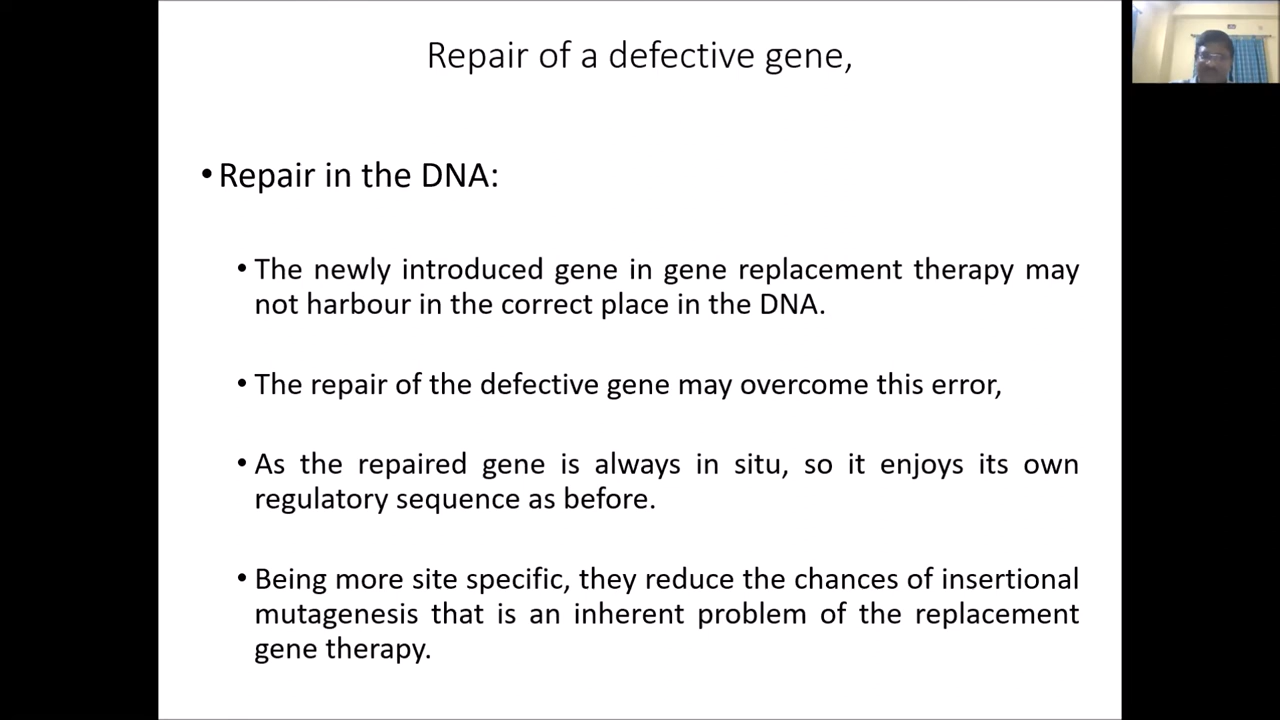 Repair of a defective gene,
• Repair in the DNA:
• The newly introduced gene in gene replacement therapy may
not harbour in the correct place in the DNA.
• The repair of the defective gene may overcome this error,
• As the repaired gene is always in situ, so it enjoys its own
regulatory sequence as before.
• Being more site specific, they reduce the chances of insertional
mutagenesis that is an inherent problem of the replacement
gene therapy.